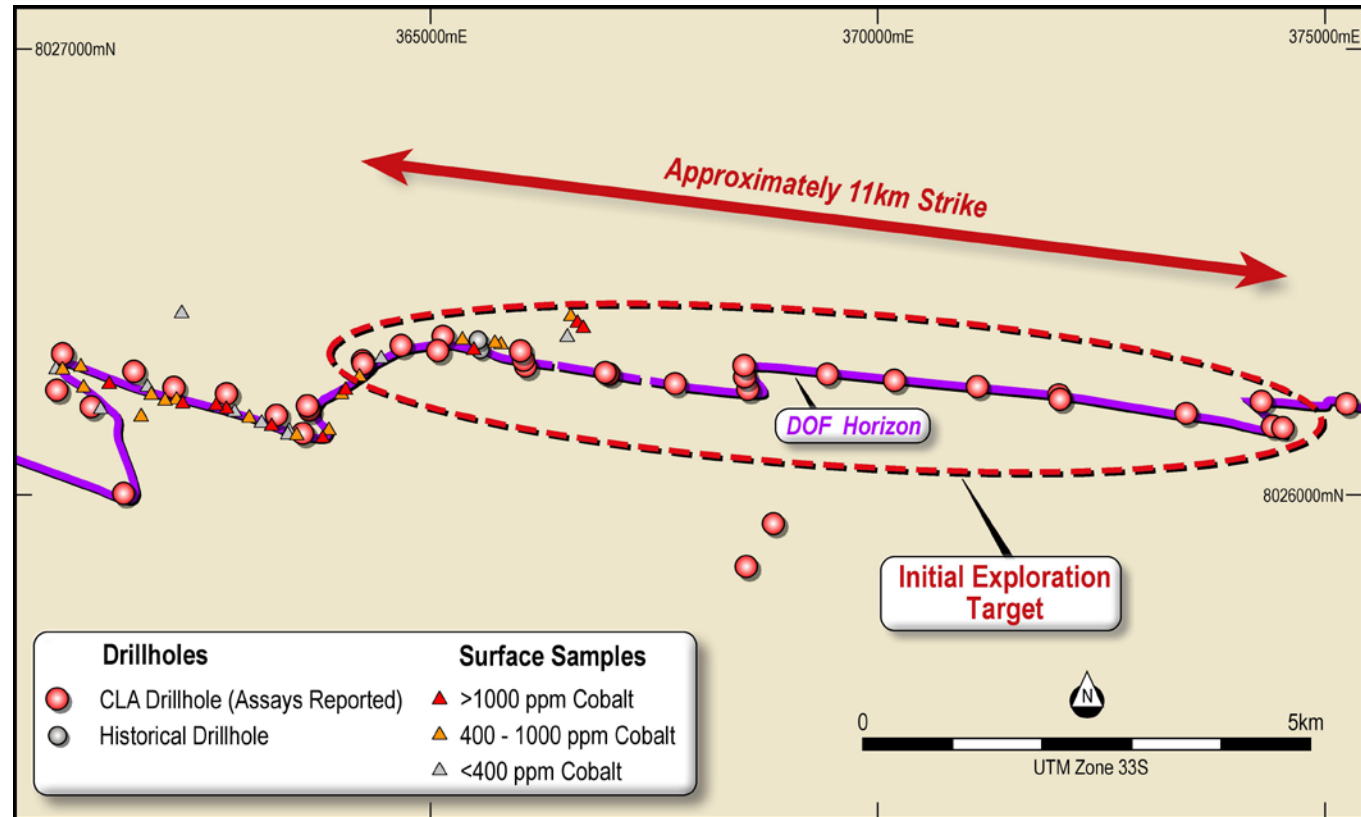 365000mE
370000mE
375000mE
8027000mN
Approximately 11km Strike
DOF Horizon
8026000mN
Initial Exploration
Target
Drillholes
CLA Drillhole (Assays Reported)
Historical Drillhole
Surface Samples
>1000 ppm Cobalt
400 - 1000 ppm Cobalt
<400 ppm Cobalt
N
0
5km
UTM Zone 33S